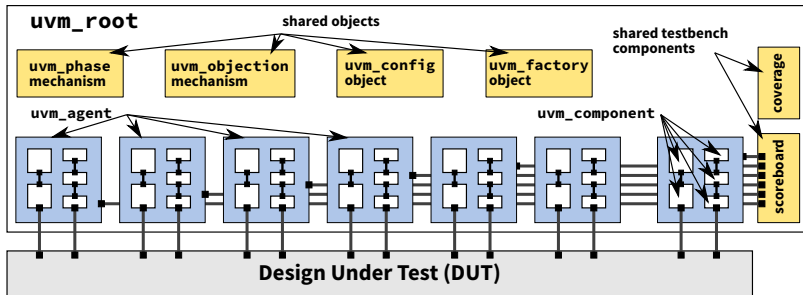 uvm_root
shared objects
shared testbench
components
uvm_phase
mechanism
uvm_objection
mechanism
uvm_config
object
uvm_factory
object
coverage
uvm_agent
uvm_component
scoreboard
Design Under Test (DUT)